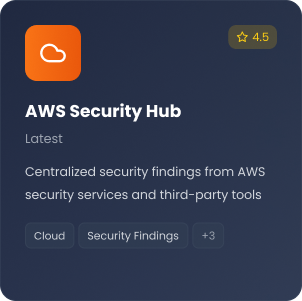 4.5
AWS Security Hub
Latest
Centralized security findings from AWS
security services and third-party tools
Cloud Security Findings +3